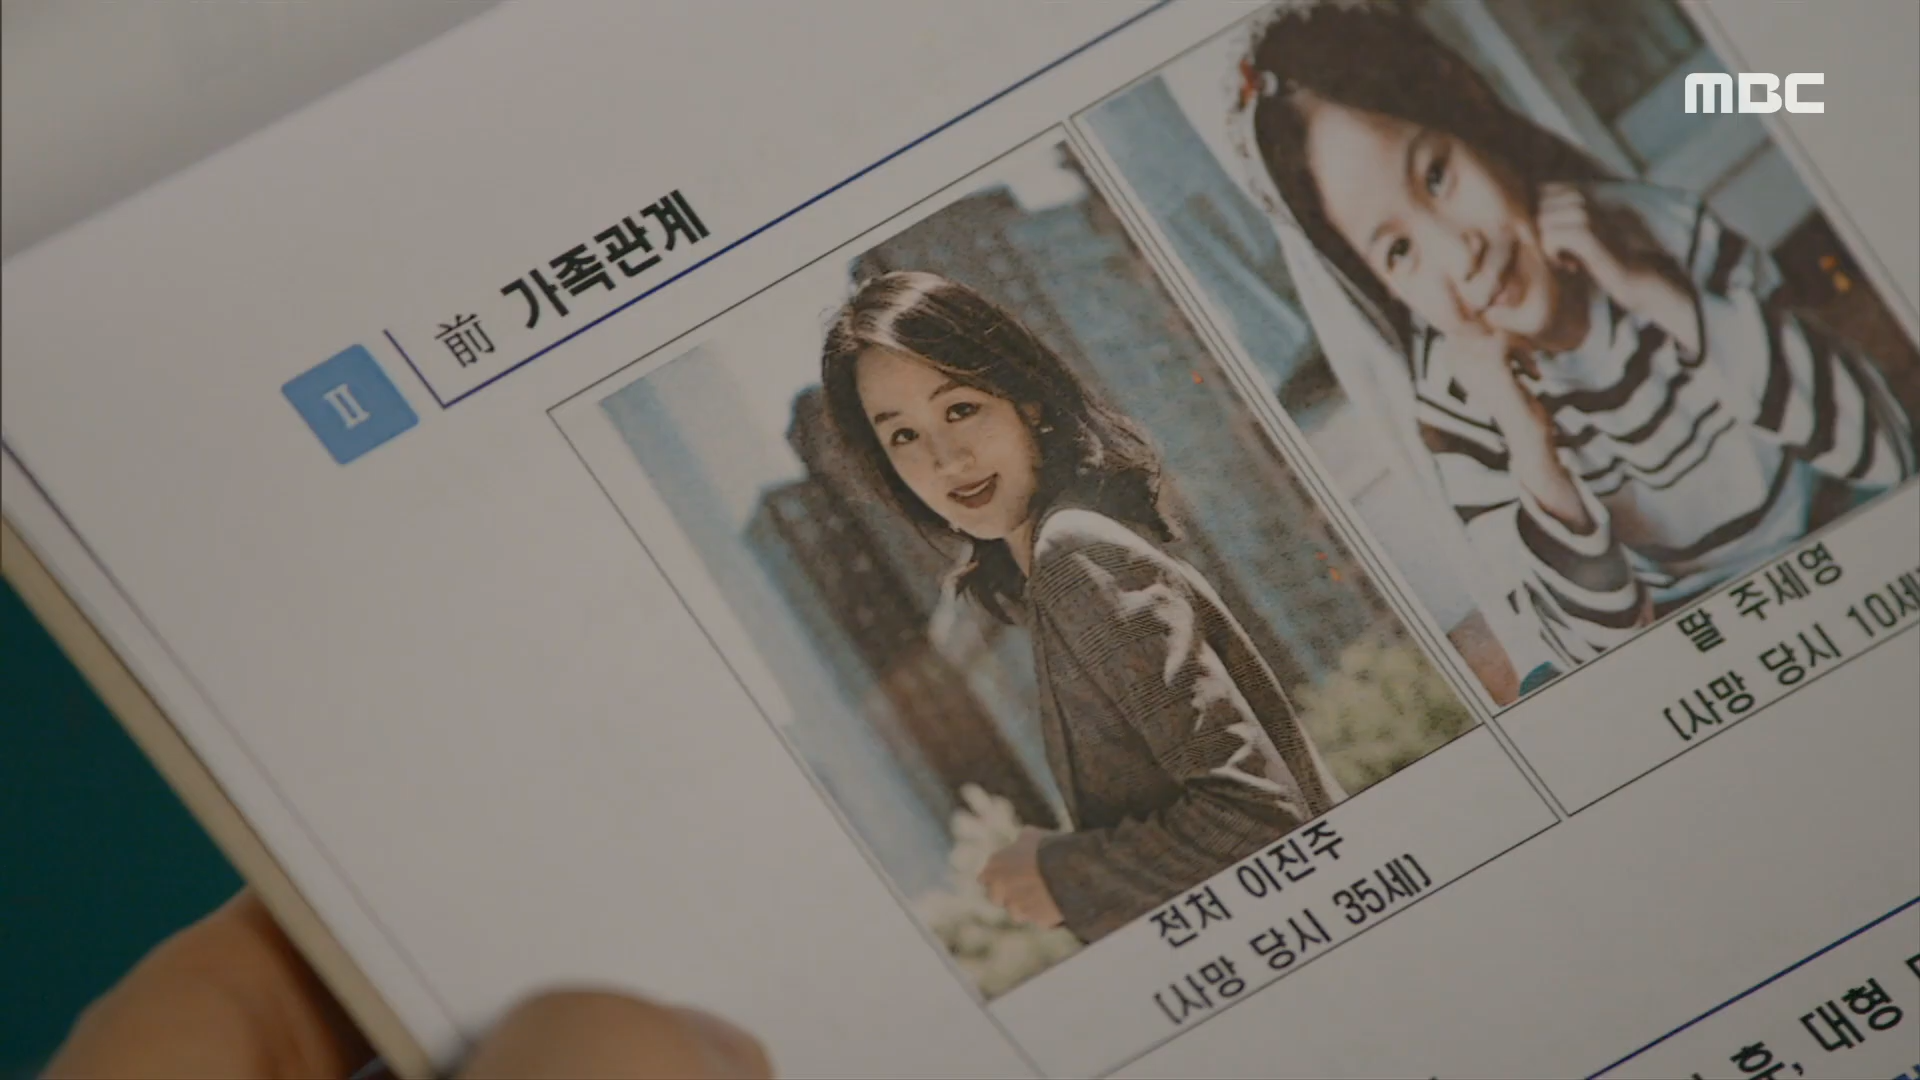 MBC
Ⅱ 前 가족관계
전처 이진주
(사망 당시 35세)
딸 주세영
(사망 당시 10세
후, 대형